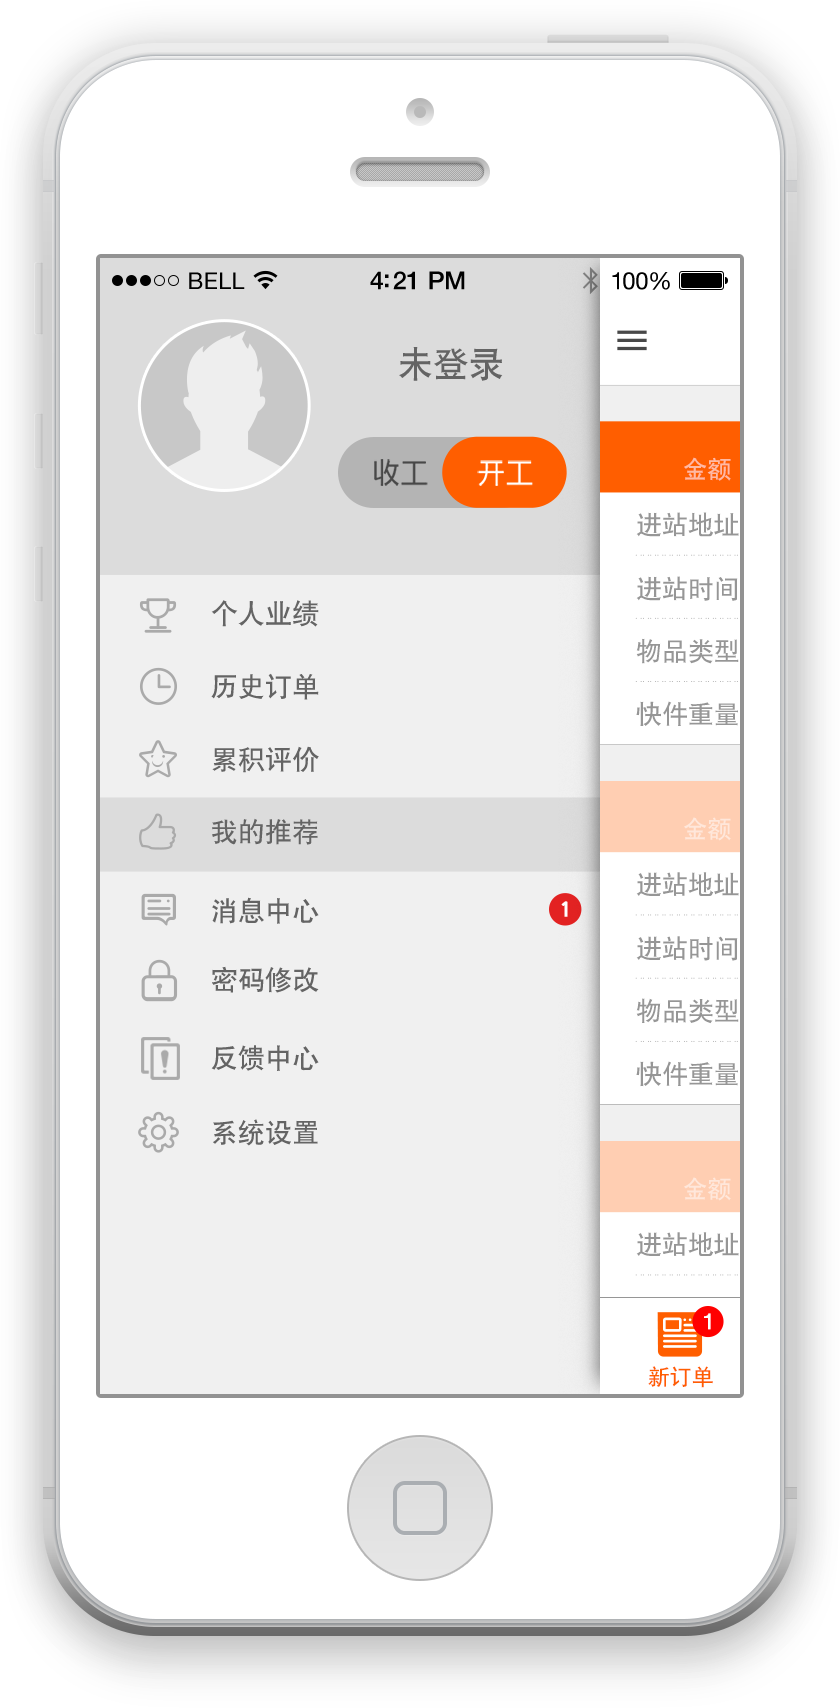 BELL 4:21 PM 100%
未登录
收工 开工
个人业绩
历史订单
累积评价
我的推荐
消息中心 1
密码修改
反馈中心
系统设置
金额
进站地址
进站时间
物品类型
快件重量
金额
进站地址
进站时间
物品类型
快件重量
金额
进站地址
1
新订单